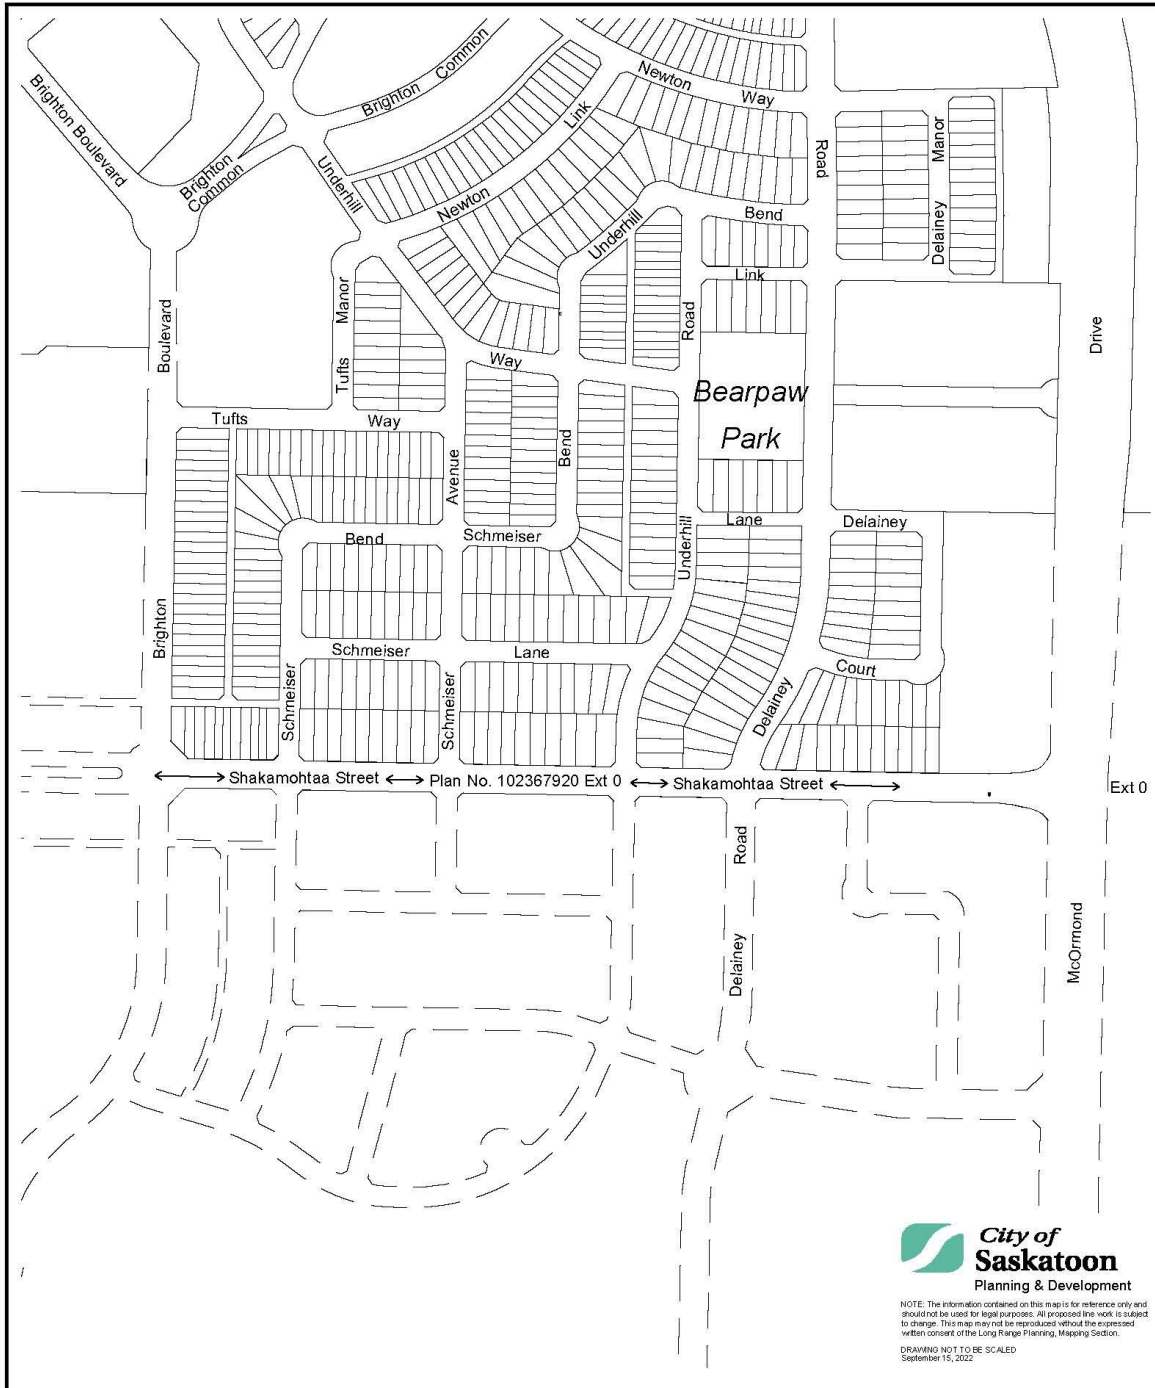 Brighton Common
Newton Way
Link
Brighton Boulevard
Brighton
Common
Underhill
Newton
Road
Manor
Delainey
Bend
Underhill
Link
Manor
Tufts
Boulevard
Road
Drive
Way
Bearpaw
Park
Tufts Way
Avenue
Bend
Underhill
Lane Delainey
Bend
Schmeiser
Brighton
Schmeiser Lane
Court
Schmeiser
Schmeiser
Delainey
Shakamohtaa Street
Plan No. 102367920 Ext 0
Shakamohtaa Street
Ext 0
Road
Delainey
McOrmond
City of
Saskatoon
Planning & Development
NOTE: The information contained on this map is for reference only and
should not be used for legal purposes. All proposed line work is subject
to change. This map may not be reproduced without the expressed
written consent of the Long Range Planning, Mapping Section.
DRAWING NOT TO BE SCALED
September 15, 2022